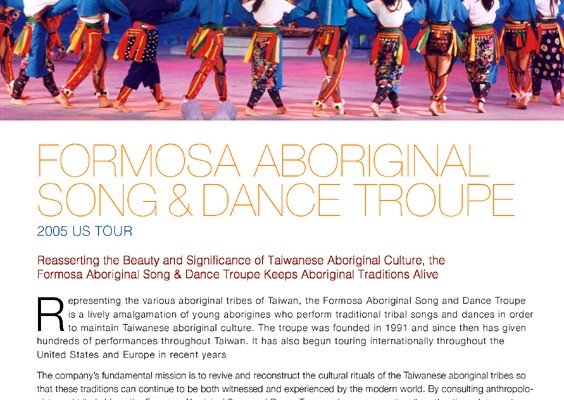 FORMOSA ABORIGINAL
SONG & DANCE TROUPE
2005 US TOUR
Reasserting the Beauty and Significance of Taiwanese Aboriginal Culture, the
Formosa Aboriginal Song & Dance Troupe Keeps Aboriginal Traditions Alive
Representing the various aboriginal tribes of Taiwan, the Formosa Aboriginal Song and Dance Troupe
is a lively amalgamation of young aborigines who perform traditional tribal songs and dances in order
to maintain Taiwanese aboriginal culture. The troupe was founded in 1991 and since then has given
hundreds of performances throughout Taiwan. It has also begun touring internationally throughout the
United States and Europe in recent years
The company's fundamental mission is to revive and reconstruct the cultural rituals of the Taiwanese aboriginal tribes so
that these traditions can continue to be both witnessed and experienced by the modern world. By consulting anthropolo-